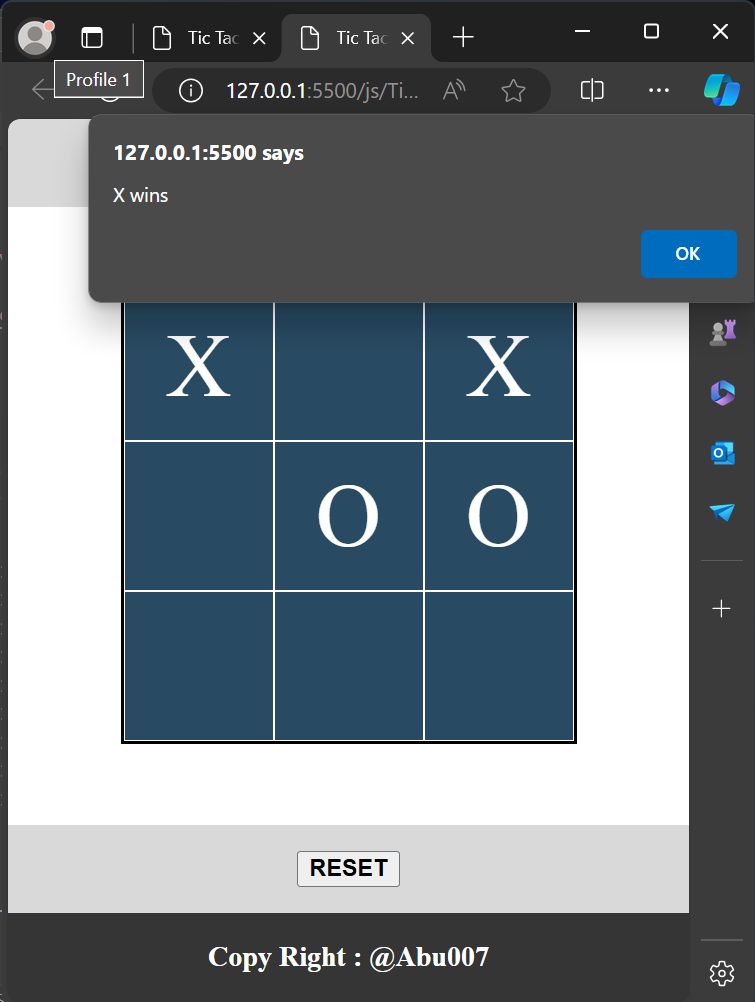 Tic Tac
Tic Tac
Profile 1
127.0.0.1:5500/js/Ti...
127.0.0.1:5500 says
X wins
OK
X X
O O
RESET
Copy Right : @Abu007